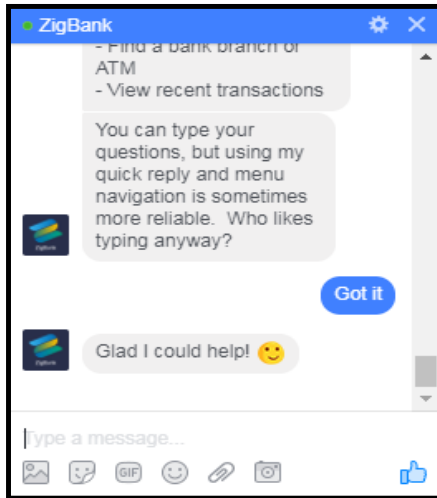 ZigBank
- Find a bank branch or
ATM
- View recent transactions
You can type your
questions, but using my
quick reply and menu
navigation is sometimes
more reliable.  Who likes
typing anyway?
ZigBank
Got it
Glad I could help!
ZigBank
Type a message...
GIF